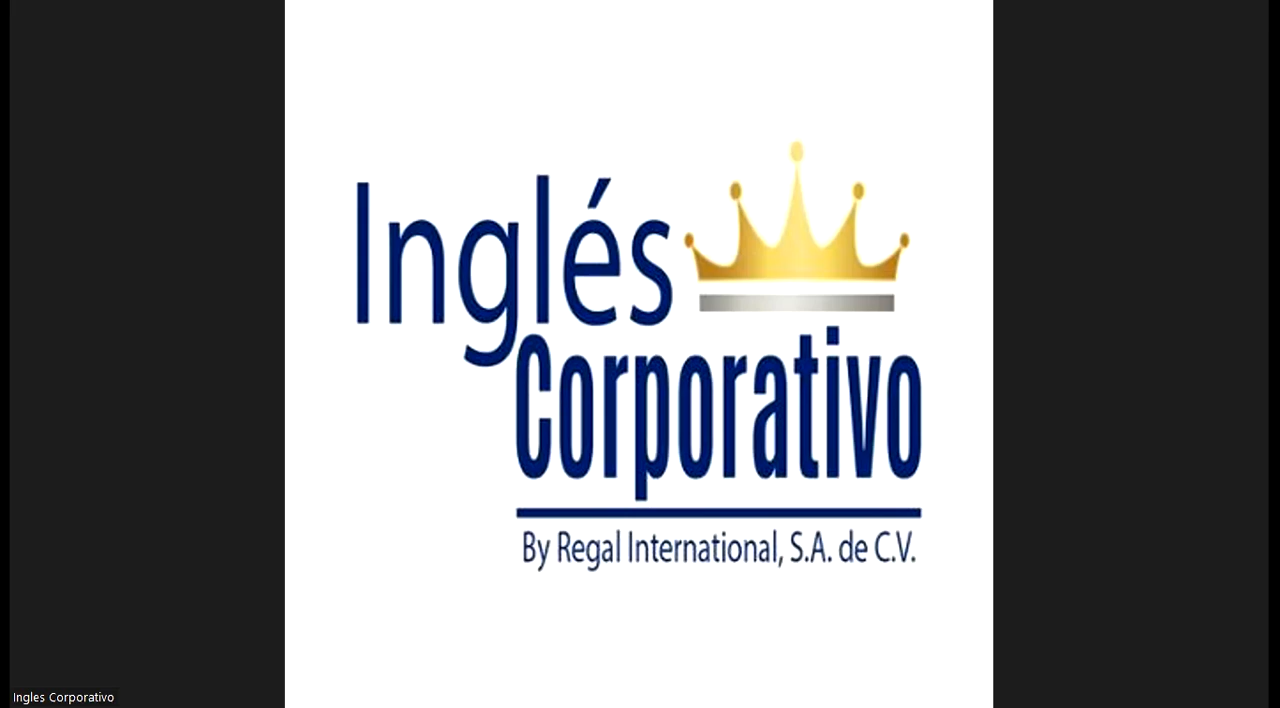 Inglés
Corporativo
By Regal International, S.A. de C.V.
Ingles Corporativo